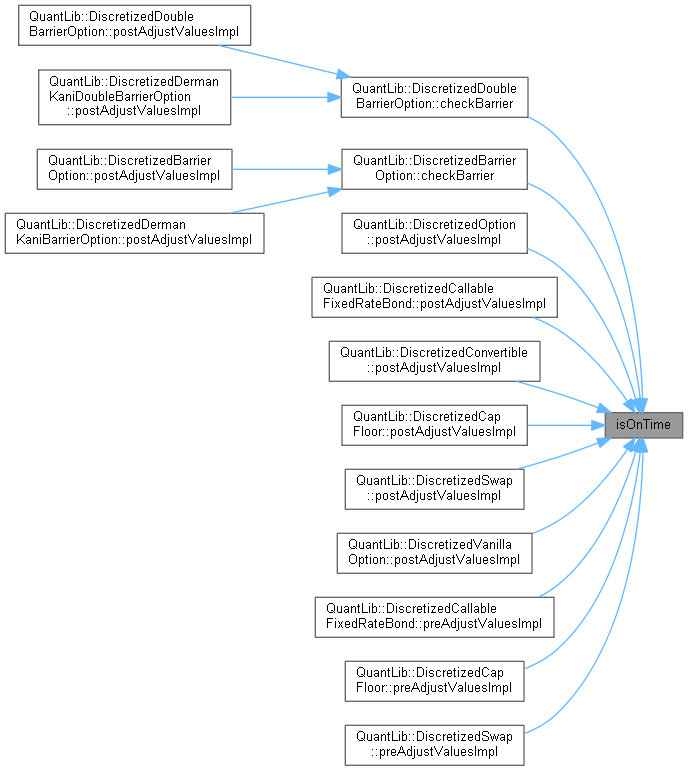 QuantLib::DiscretizedDouble
BarrierOption::postAdjustValuesImpl
QuantLib::DiscretizedDerman
KaniDoubleBarrierOption
::postAdjustValuesImpl
QuantLib::DiscretizedBarrier
Option::postAdjustValuesImpl
QuantLib::DiscretizedDerman
KaniBarrierOption::postAdjustValuesImpl
QuantLib::DiscretizedDouble
BarrierOption::checkBarrier
QuantLib::DiscretizedBarrier
Option::checkBarrier
QuantLib::DiscretizedOption
::postAdjustValuesImpl
QuantLib::DiscretizedCallable
FixedRateBond::postAdjustValuesImpl
QuantLib::DiscretizedConvertible
::postAdjustValuesImpl
QuantLib::DiscretizedCap
Floor::postAdjustValuesImpl
QuantLib::DiscretizedSwap
::postAdjustValuesImpl
QuantLib::DiscretizedVanilla
Option::postAdjustValuesImpl
QuantLib::DiscretizedCallable
FixedRateBond::preAdjustValuesImpl
QuantLib::DiscretizedCap
Floor::preAdjustValuesImpl
QuantLib::DiscretizedSwap
::preAdjustValuesImpl
isOnTime